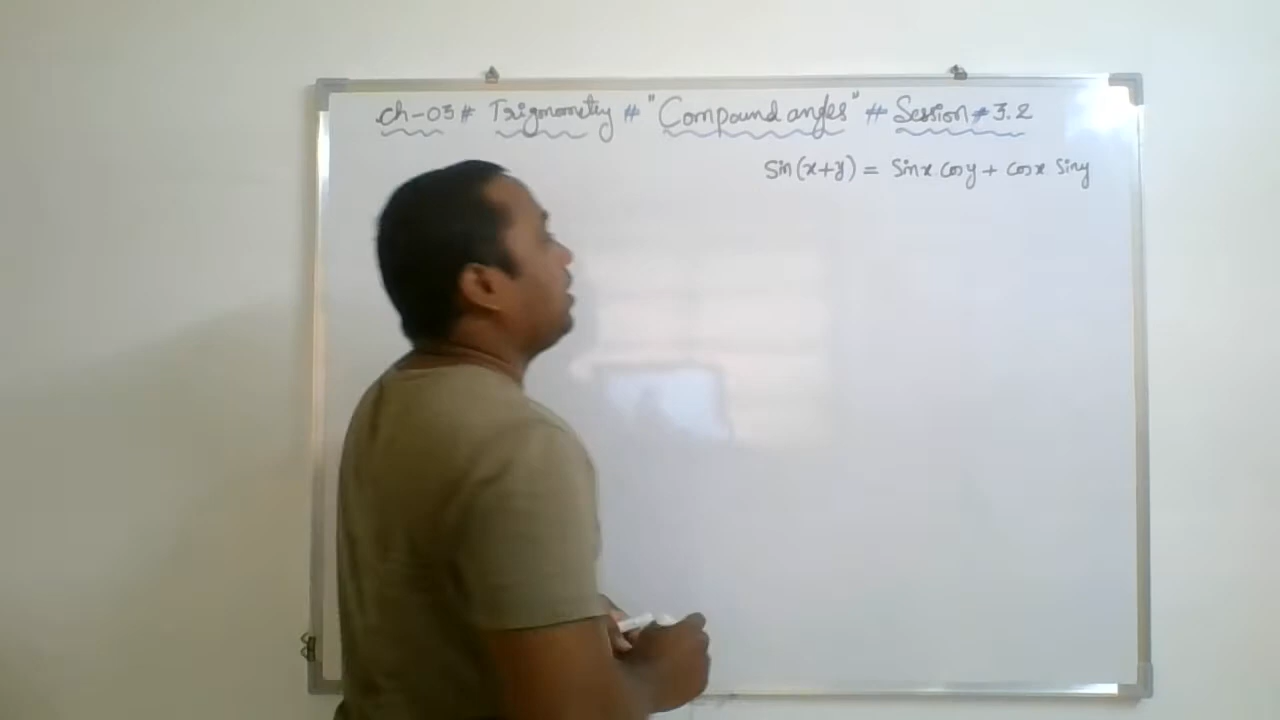 ch-03 # Trigonometry # "Compound angles" # Session # 3.2
Sin(x+y) = Sinx Cosy + Cosx Siny